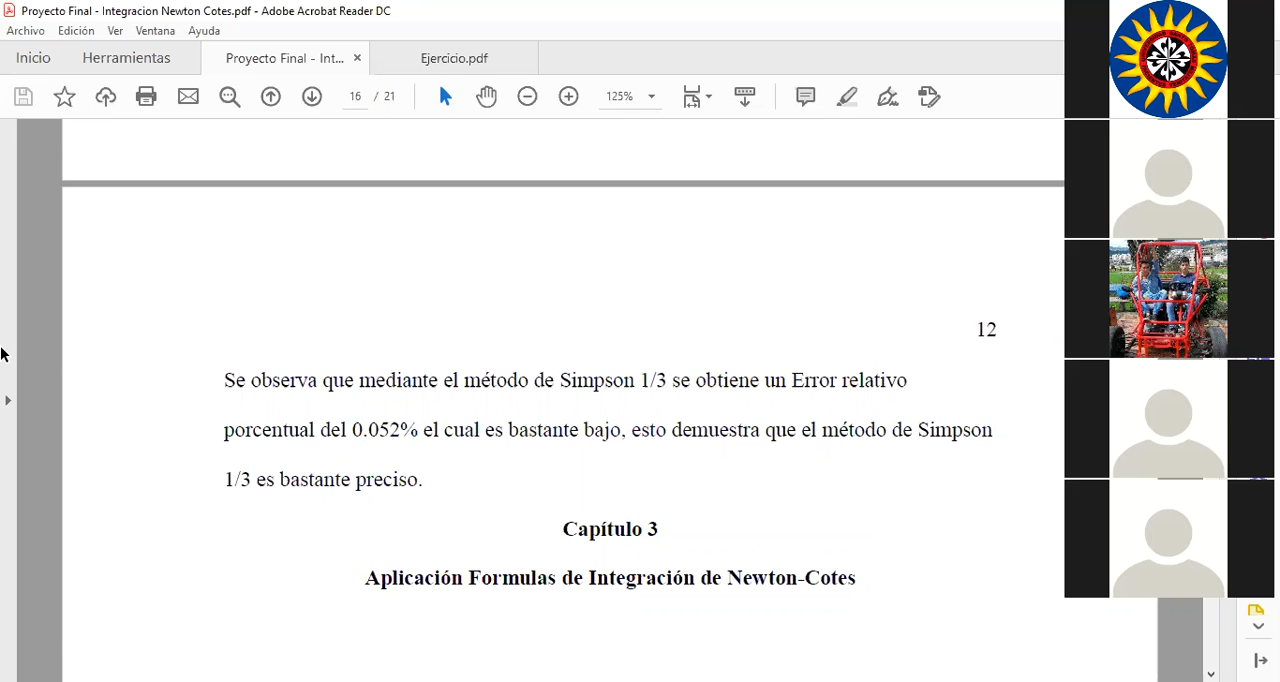 Proyecto Final - Integracion Newton Cotes.pdf - Adobe Acrobat Reader DC
Archivo Edición Ver Ventana Ayuda
Inicio Herramientas Proyecto Final - Int... × Ejercicio.pdf
16 / 21 125%
12
Se observa que mediante el método de Simpson 1/3 se obtiene un Error relativo
porcentual del 0.052% el cual es bastante bajo, esto demuestra que el método de Simpson
1/3 es bastante preciso.
Capítulo 3
Aplicación Formulas de Integración de Newton-Cotes